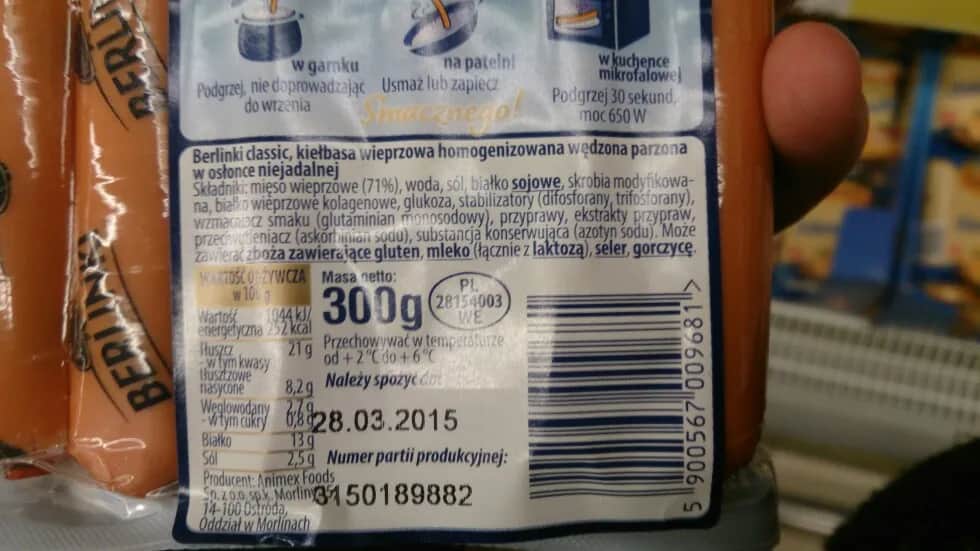 BERLINKI
BERLINKI
w garnku
Podgrzej, nie doprowadzając
do wrzenia
na patelni
Usmaż lub zapiecz
w kuchence
mikrofalowej
Podgrzej 30 sekund,
moc 650 W
Smacznego!
Berlinki classic, kiełbasa wieprzowa homogenizowana wędzona parzona
w osłonce niejadalnej
Składniki: mięso wieprzowe (71%), woda, sól, białko sojowe, skrobia modyfikowa-
na, białko wieprzowe kolagenowe, glukoza, stabilizatory (difosforany, trifosforany),
wzmacniacz smaku (glutaminian monosodowy), przyprawy, ekstrakty przypraw,
przeciwutleniacz (askorbinian sodu), substancja konserwująca (azotyn sodu). Może
zawierać zboża zawierające gluten, mleko (łącznie z laktozą), seler, gorczycę.
WARTOŚĆ ODŻYWCZA
w 100 g
Wartość 1044 kJ/
energetyczna 252 kcal
Tłuszcz 21 g
- w tym kwasy
tłuszczowe
nasycone 8,2 g
Węglowodany 2,7 g
- w tym cukry 0,8 g
Białko 13 g
Sól 2,5 g
Producent: Animex Foods
Sp. z o.o. sp.k. Morliny
14-100 Ostróda,
Oddział w Morlinach
Masa netto:
300g
PL
28154003
WE
Przechowywać w temperaturze
od +2 °C do +6 °C
Należy spożyć do:
28.03.2015
Numer partii produkcyjnej:
3150189882
5 900567 009681 >